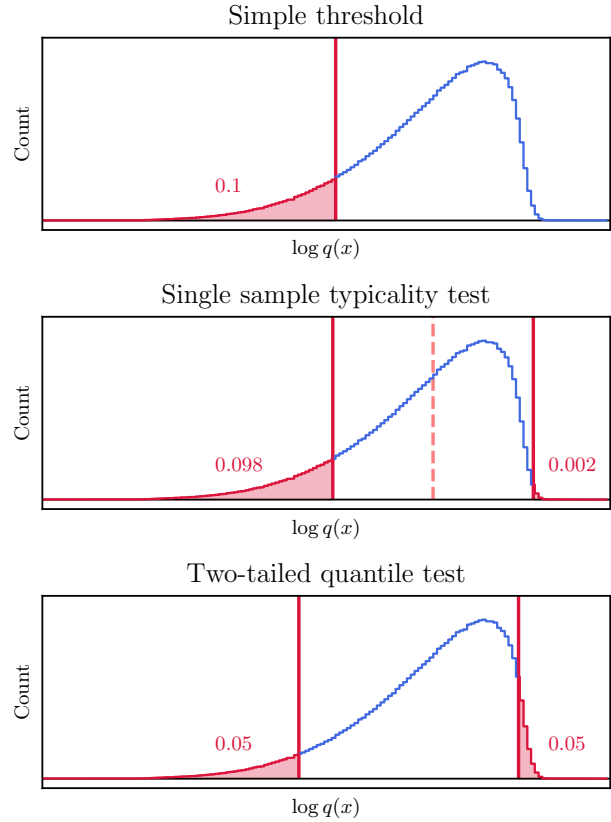 Simple threshold
Count
0.1
log q(x)
Single sample typicality test
Count
0.098
0.002
log q(x)
Two-tailed quantile test
Count
0.05
0.05
log q(x)